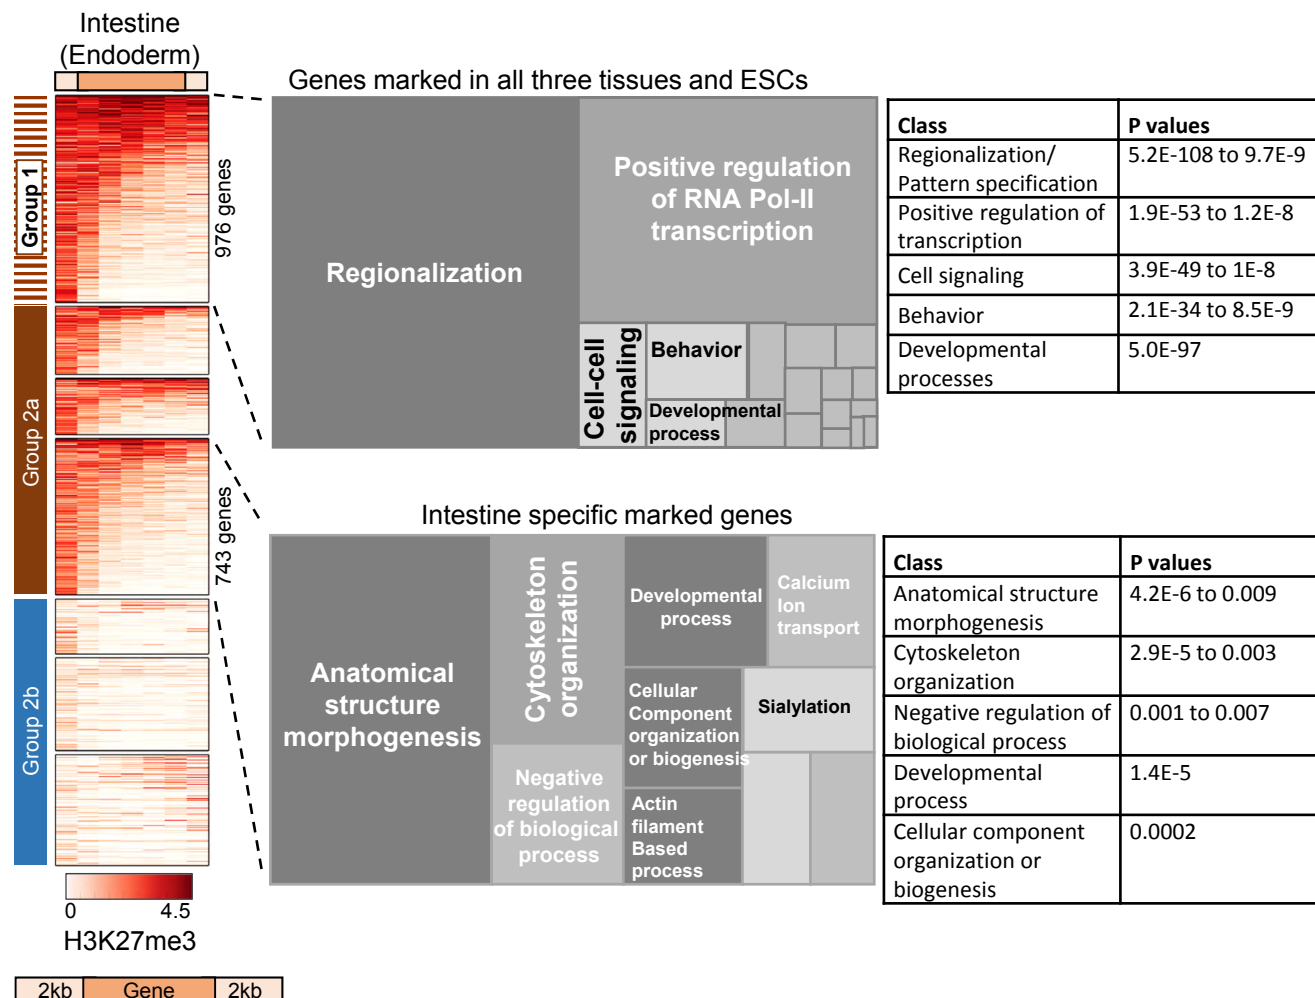 Intestine
(Endoderm)
Group 1
976 genes
Group 2a
743 genes
Group 2b
0
4.5
H3K27me3
2kb Gene 2kb
Genes marked in all three tissues and ESCs
Regionalization
Positive regulation
of RNA Pol-II
transcription
Cell-cell
signaling
Behavior
Developmental
process
Class P values
Regionalization/ 5.2E-108 to 9.7E-9
Pattern specification
Positive regulation of 1.9E-53 to 1.2E-8
transcription
Cell signaling 3.9E-49 to 1E-8
Behavior 2.1E-34 to 8.5E-9
Developmental 5.0E-97
processes
Intestine specific marked genes
Anatomical
structure
morphogenesis
Cytoskeleton
organization
Negative
regulation
of biological
process
Developmental
process
Calcium
Ion
transport
Cellular
Component
organization
or biogenesis
Sialylation
Actin
filament
Based
process
Class P values
Anatomical structure 4.2E-6 to 0.009
morphogenesis
Cytoskeleton 2.9E-5 to 0.003
organization
Negative regulation of 0.001 to 0.007
biological process
Developmental 1.4E-5
process
Cellular component 0.0002
organization or
biogenesis